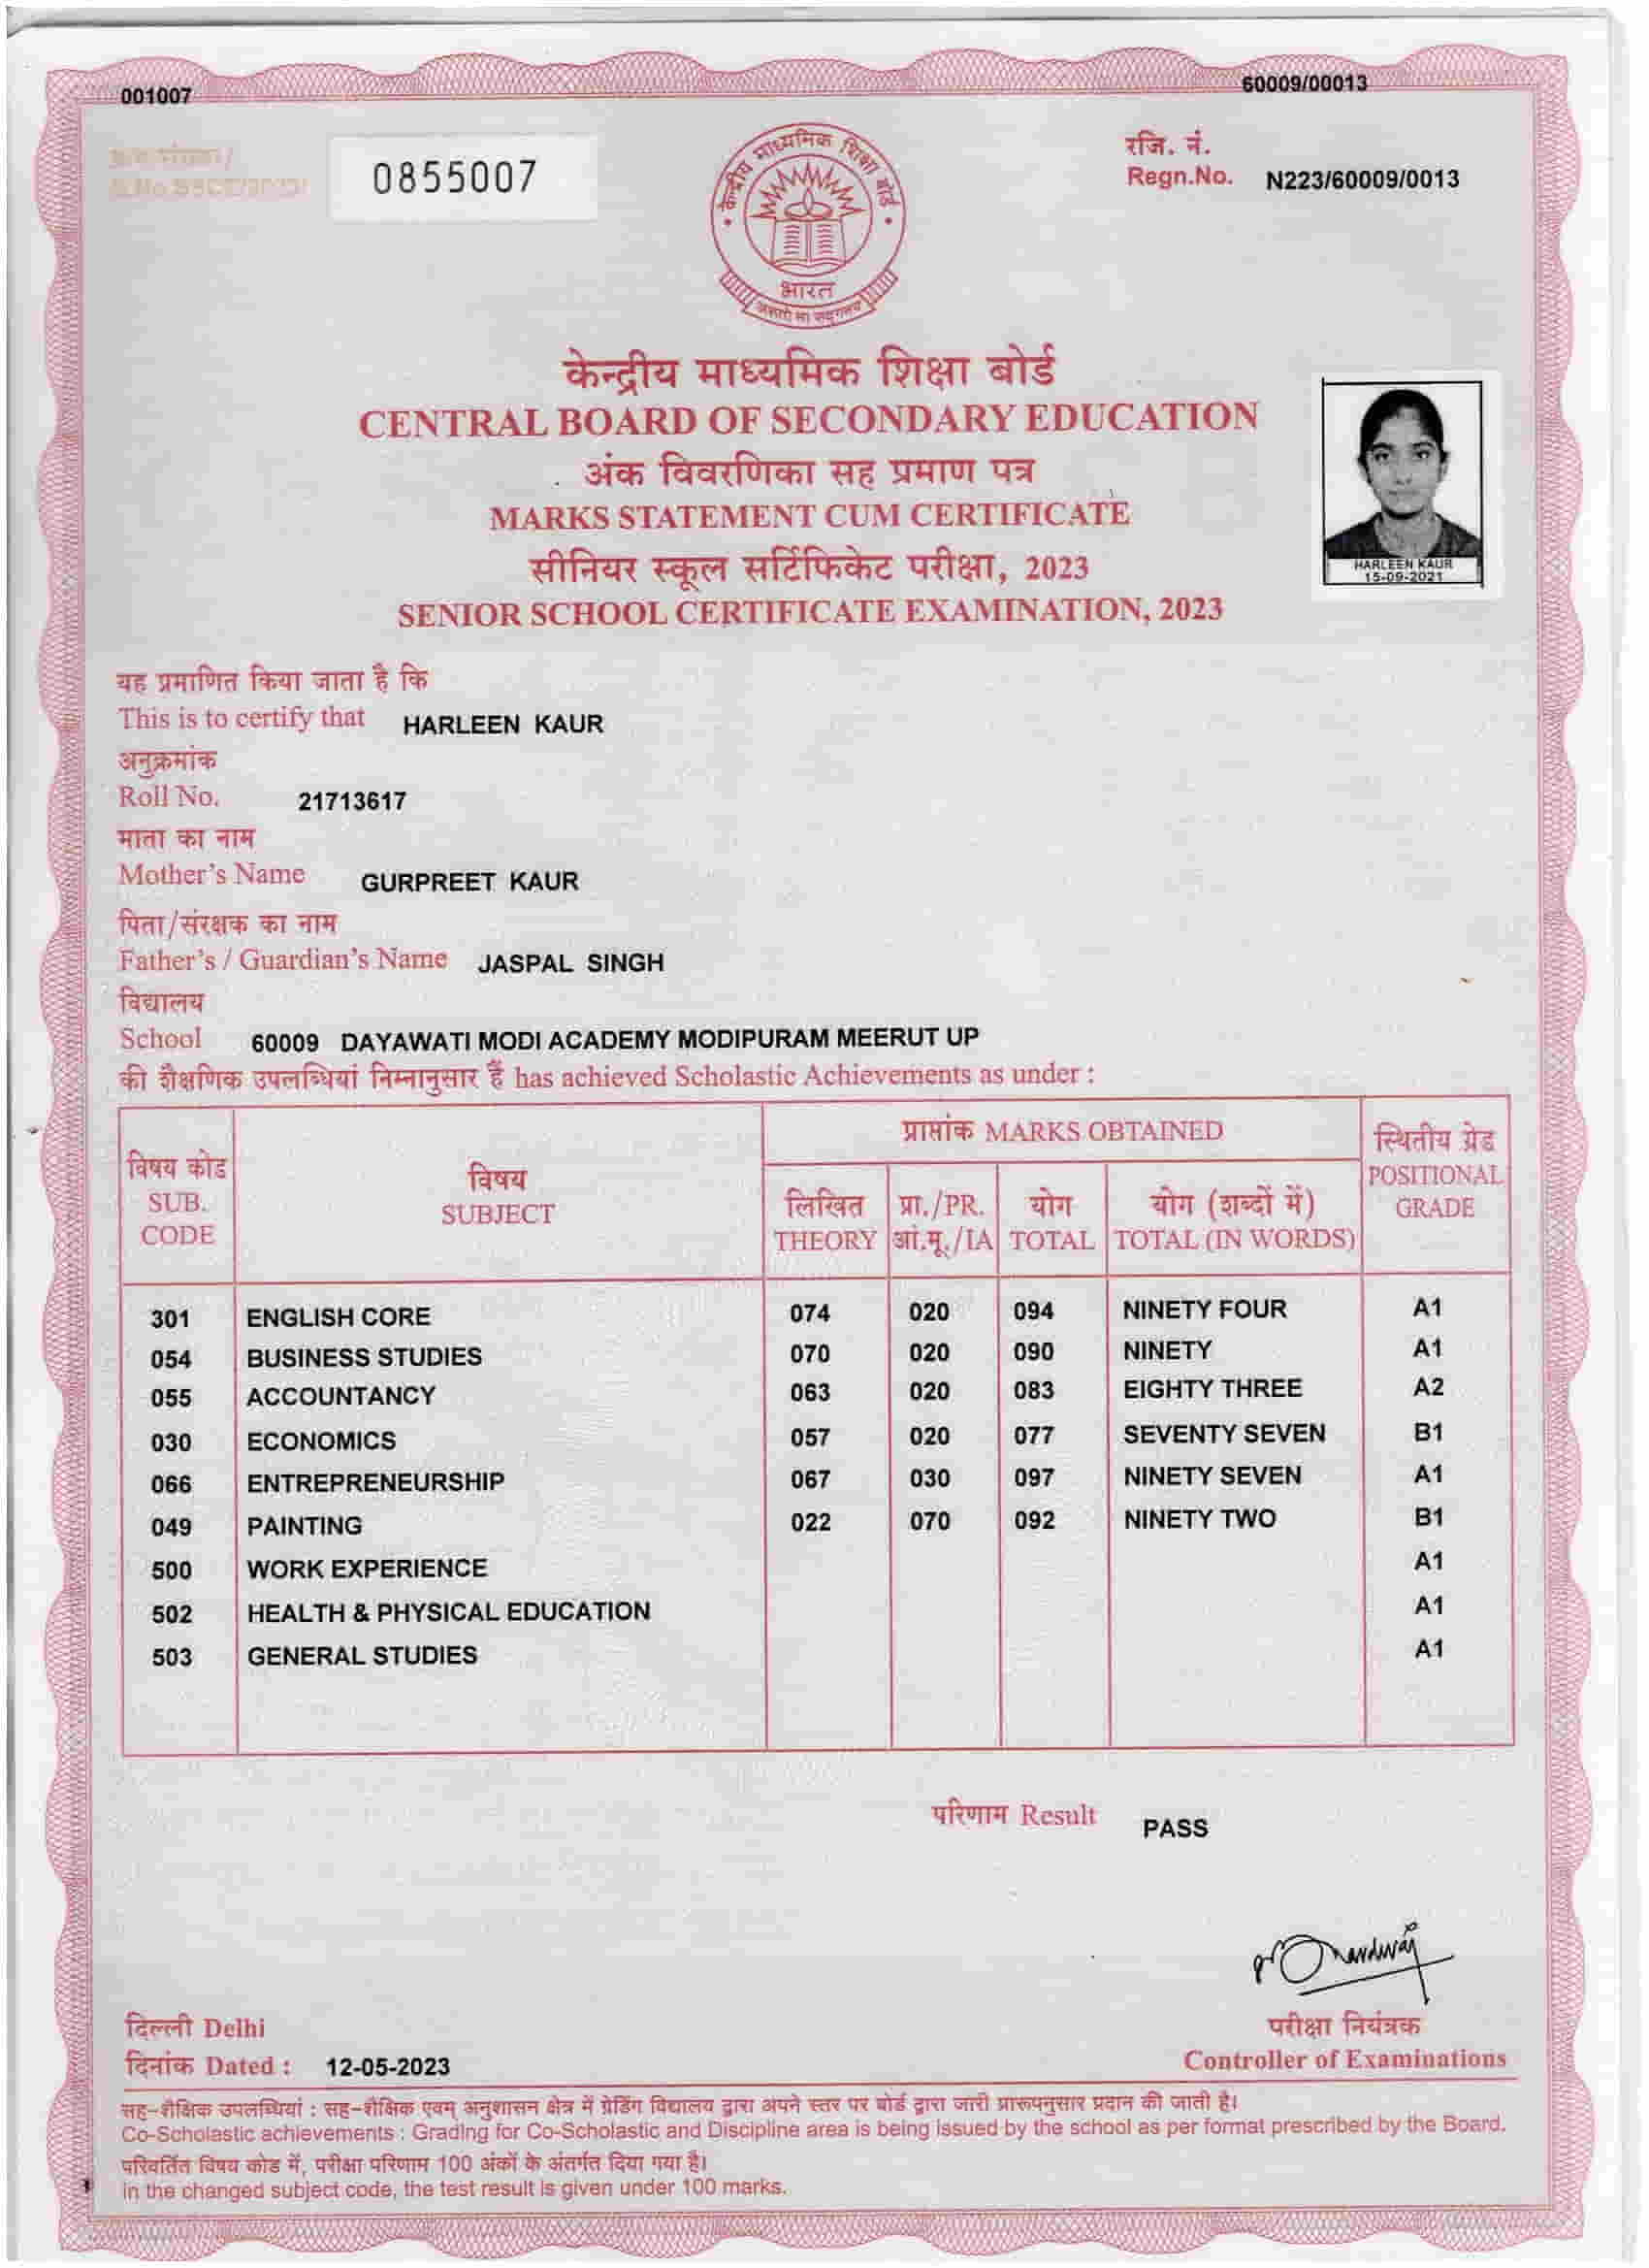 001007
60009/00013
0855007
रजि. नं.
Regn.No. N223/60009/0013
केन्द्रीय माध्यमिक शिक्षा बोर्ड
भारत
केन्द्रीय माध्यमिक शिक्षा बोर्ड
CENTRAL BOARD OF SECONDARY EDUCATION
अंक विवरणिका सह प्रमाण पत्र
MARKS STATEMENT CUM CERTIFICATE
सीनियर स्कूल सर्टिफिकेट परीक्षा, 2023
SENIOR SCHOOL CERTIFICATE EXAMINATION, 2023
HARLEEN KAUR
15-09-2021
यह प्रमाणित किया जाता है कि
This is to certify that HARLEEN KAUR
अनुक्रमांक
Roll No. 21713617
माता का नाम
Mother's Name GURPREET KAUR
पिता/संरक्षक का नाम
Father's / Guardian's Name JASPAL SINGH
विद्यालय
School 60009 DAYAWATI MODI ACADEMY MODIPURAM MEERUT UP
की शैक्षणिक उपलब्धियां निम्नानुसार हैं has achieved Scholastic Achievements as under :
विषय कोड
SUB.
CODE
विषय
SUBJECT
प्राप्तांक MARKS OBTAINED
लिखित
THEORY
प्रा./PR.
आं.मू./IA
योग
TOTAL
योग (शब्दों में)
TOTAL (IN WORDS)
स्थितीय ग्रेड
POSITIONAL
GRADE
301 ENGLISH CORE 074 020 094 NINETY FOUR A1
054 BUSINESS STUDIES 070 020 090 NINETY A1
055 ACCOUNTANCY 063 020 083 EIGHTY THREE A2
030 ECONOMICS 057 020 077 SEVENTY SEVEN B1
066 ENTREPRENEURSHIP 067 030 097 NINETY SEVEN A1
049 PAINTING 022 070 092 NINETY TWO B1
500 WORK EXPERIENCE A1
502 HEALTH & PHYSICAL EDUCATION A1
503 GENERAL STUDIES A1
परिणाम Result PASS
दिल्ली Delhi
दिनांक Dated : 12-05-2023
परीक्षा नियंत्रक
Controller of Examinations
सह-शैक्षिक उपलब्धियां : सह-शैक्षिक एवम् अनुशासन क्षेत्र में ग्रेडिंग विद्यालय द्वारा अपने स्तर पर बोर्ड द्वारा जारी प्रारूपनुसार प्रदान की जाती है।
Co-Scholastic achievements : Grading for Co-Scholastic and Discipline area is being issued by the school as per format prescribed by the Board.
परिवर्तित विषय कोड में, परीक्षा परिणाम 100 अंकों के अंतर्गत दिया गया है।
In the changed subject code, the test result is given under 100 marks.